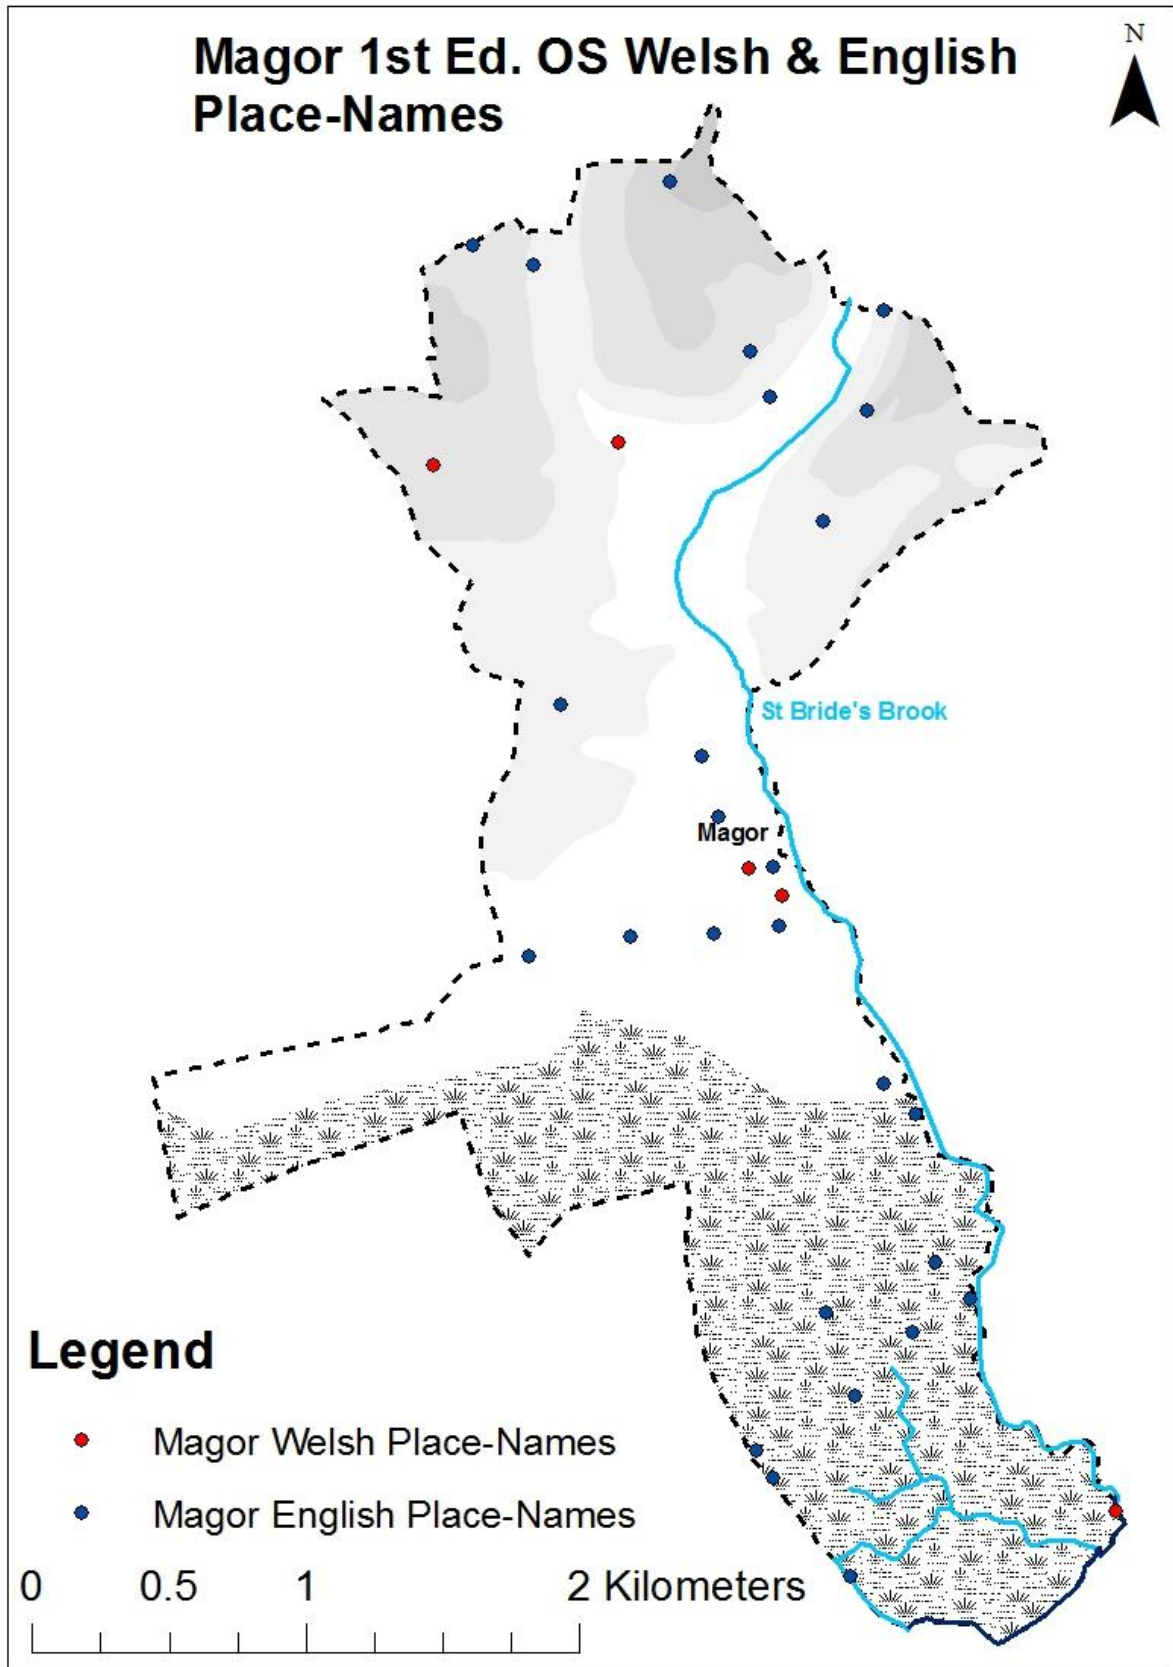 Magor 1st Ed. OS Welsh & English
Place-Names
N
St Bride's Brook
Magor
Legend
Magor Welsh Place-Names
Magor English Place-Names
0 0.5 1 2 Kilometers